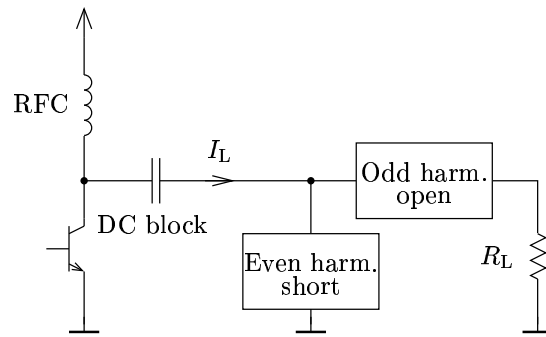 RFC
I_L
DC block
Odd harm.
open
Even harm.
short
R_L